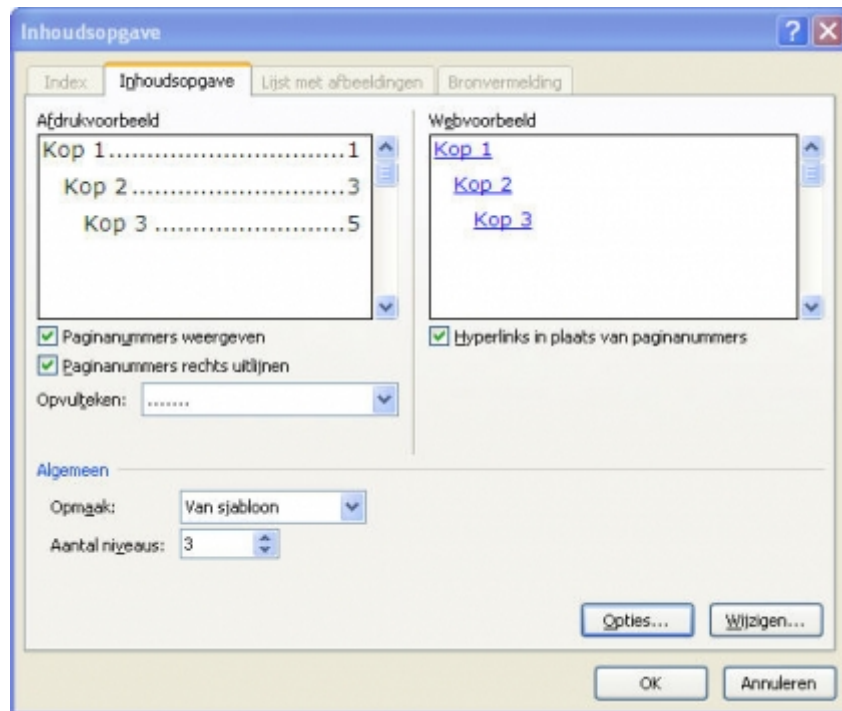 Inhoudsopgave
Index Inhoudsopgave Lijst met afbeeldingen Bronvermelding
Afdrukvoorbeeld
Kop 1..............................1
Kop 2...........................3
Kop 3.........................5
Webvoorbeeld
Kop 1
Kop 2
Kop 3
Paginanummers weergeven
Paginanummers rechts uitlijnen
Opvulteken: .......
Hyperlinks in plaats van paginanummers
Algemeen
Opmaak: Van sjabloon
Aantal niveaus: 3
Opties... Wijzigen...
OK Annuleren